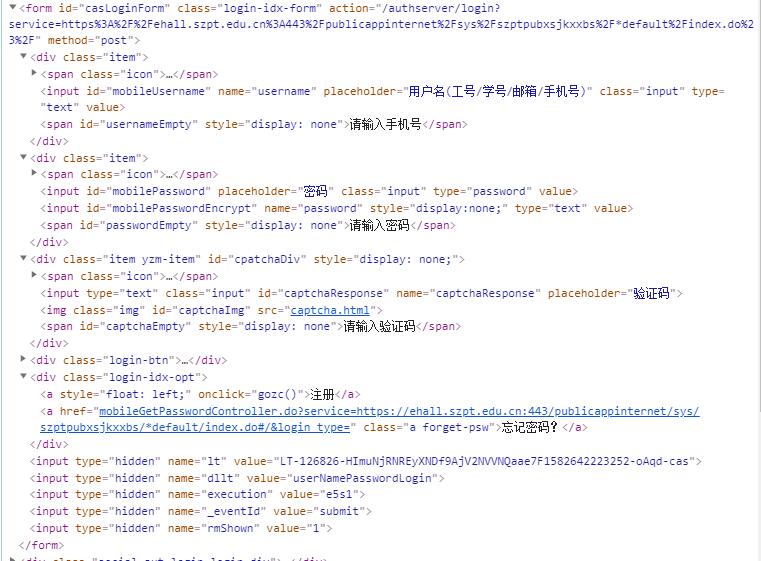 <form id="casLoginForm" class="login-idx-form" action="/authserver/login?
service=https%3A%2F%2Fehall.szpt.edu.cn%3A443%2Fpublicappinternet%2Fsys%2Fszptpubxsjkxxbs%2F*default%2Findex.do%2
3%2F" method="post">
<div class="item">
<span class="icon">…</span>
<input id="mobileUsername" name="username" placeholder="用户名(工号/学号/邮箱/手机号)" class="input" type=
"text" value>
<span id="usernameEmpty" style="display: none">请输入手机号</span>
</div>
<div class="item">
<span class="icon">…</span>
<input id="mobilePassword" placeholder="密码" class="input" type="password" value>
<input id="mobilePasswordEncrypt" name="password" style="display:none;" type="text" value>
<span id="passwordEmpty" style="display: none">请输入密码</span>
</div>
<div class="item yzm-item" id="cpatchaDiv" style="display: none;">
<span class="icon">…</span>
<input type="text" class="input" id="captchaResponse" name="captchaResponse" placeholder="验证码">
<img class="img" id="captchaImg" src="captcha.html">
<span id="captchaEmpty" style="display: none">请输入验证码</span>
</div>
<div class="login-btn">…</div>
<div class="login-idx-opt">
<a style="float: left;" onclick="gozc()">注册</a>
<a href="mobileGetPasswordController.do?service=https://ehall.szpt.edu.cn:443/publicappinternet/sys/
szptpubxsjkxxbs/*default/index.do#/&login_type=" class="a forget-psw">忘记密码？</a>
</div>
<input type="hidden" name="lt" value="LT-126826-HImuNjRNREyXNDf9AjV2NVVNQaae7F1582642223252-oAqd-cas">
<input type="hidden" name="dllt" value="userNamePasswordLogin">
<input type="hidden" name="execution" value="e5s1">
<input type="hidden" name="_eventId" value="submit">
<input type="hidden" name="rmShown" value="1">
</form>